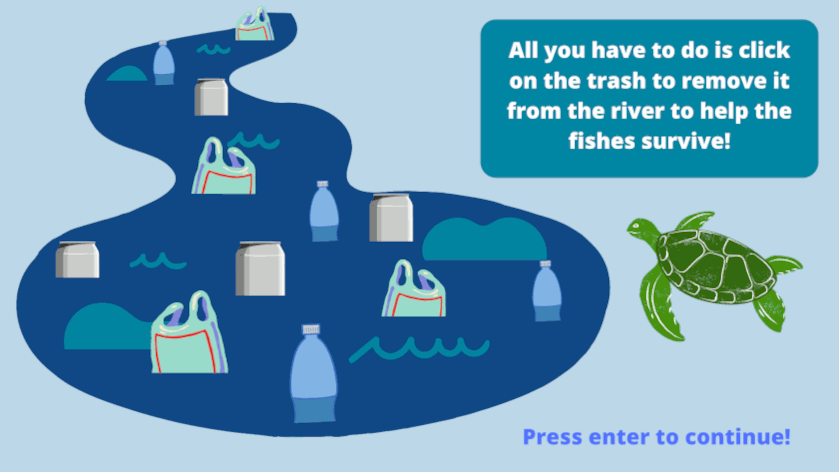 All you have to do is click
on the trash to remove it
from the river to help the
fishes survive!
Press enter to continue!